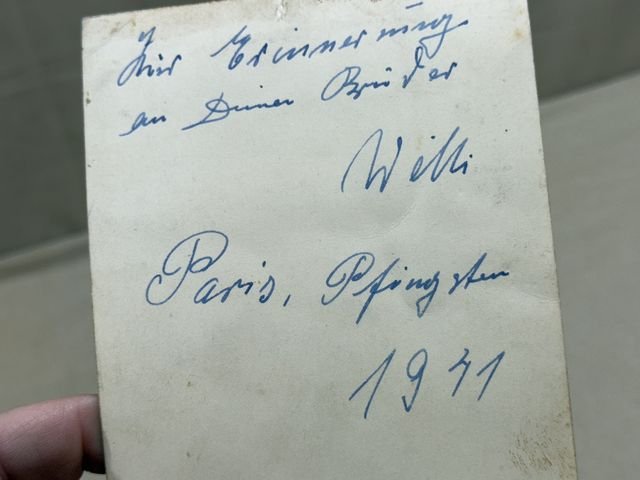 Zur Erinnerung
an Deinen Bruder
Willi
Paris, Pfingsten
1941